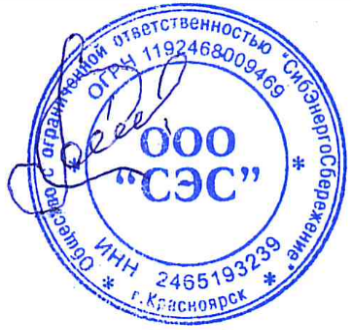 Общество с ограниченной ответственностью "СибЭнергоСбережение"
ОГРН 1192468009469
ООО
"СЭС"
ИНН 2465193239
г. Красноярск